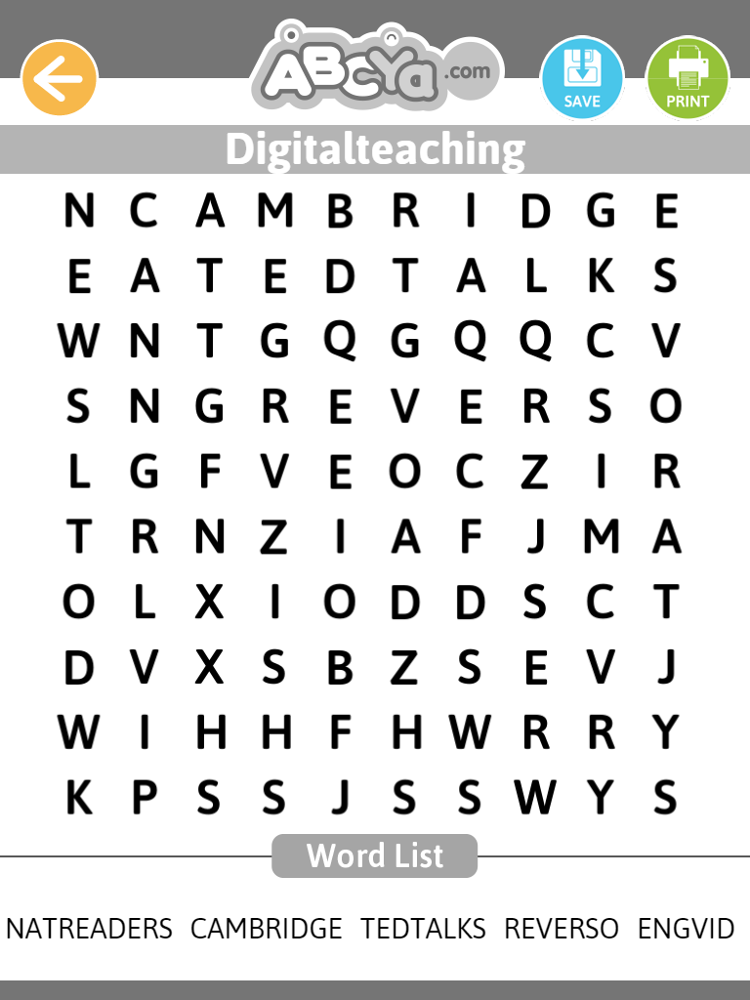 ABCYa.com
SAVE
PRINT
Digitalteaching
N C A M B R I D G E
E A T E D T A L K S
W N T G Q G Q Q C V
S N G R E V E R S O
L G F V E O C Z I R
T R N Z I A F J M A
O L X I O D D S C T
D V X S B Z S E V J
W I H H F H W R R Y
K P S S J S S W Y S
Word List
NATREADERS CAMBRIDGE TEDTALKS REVERSO ENGVID